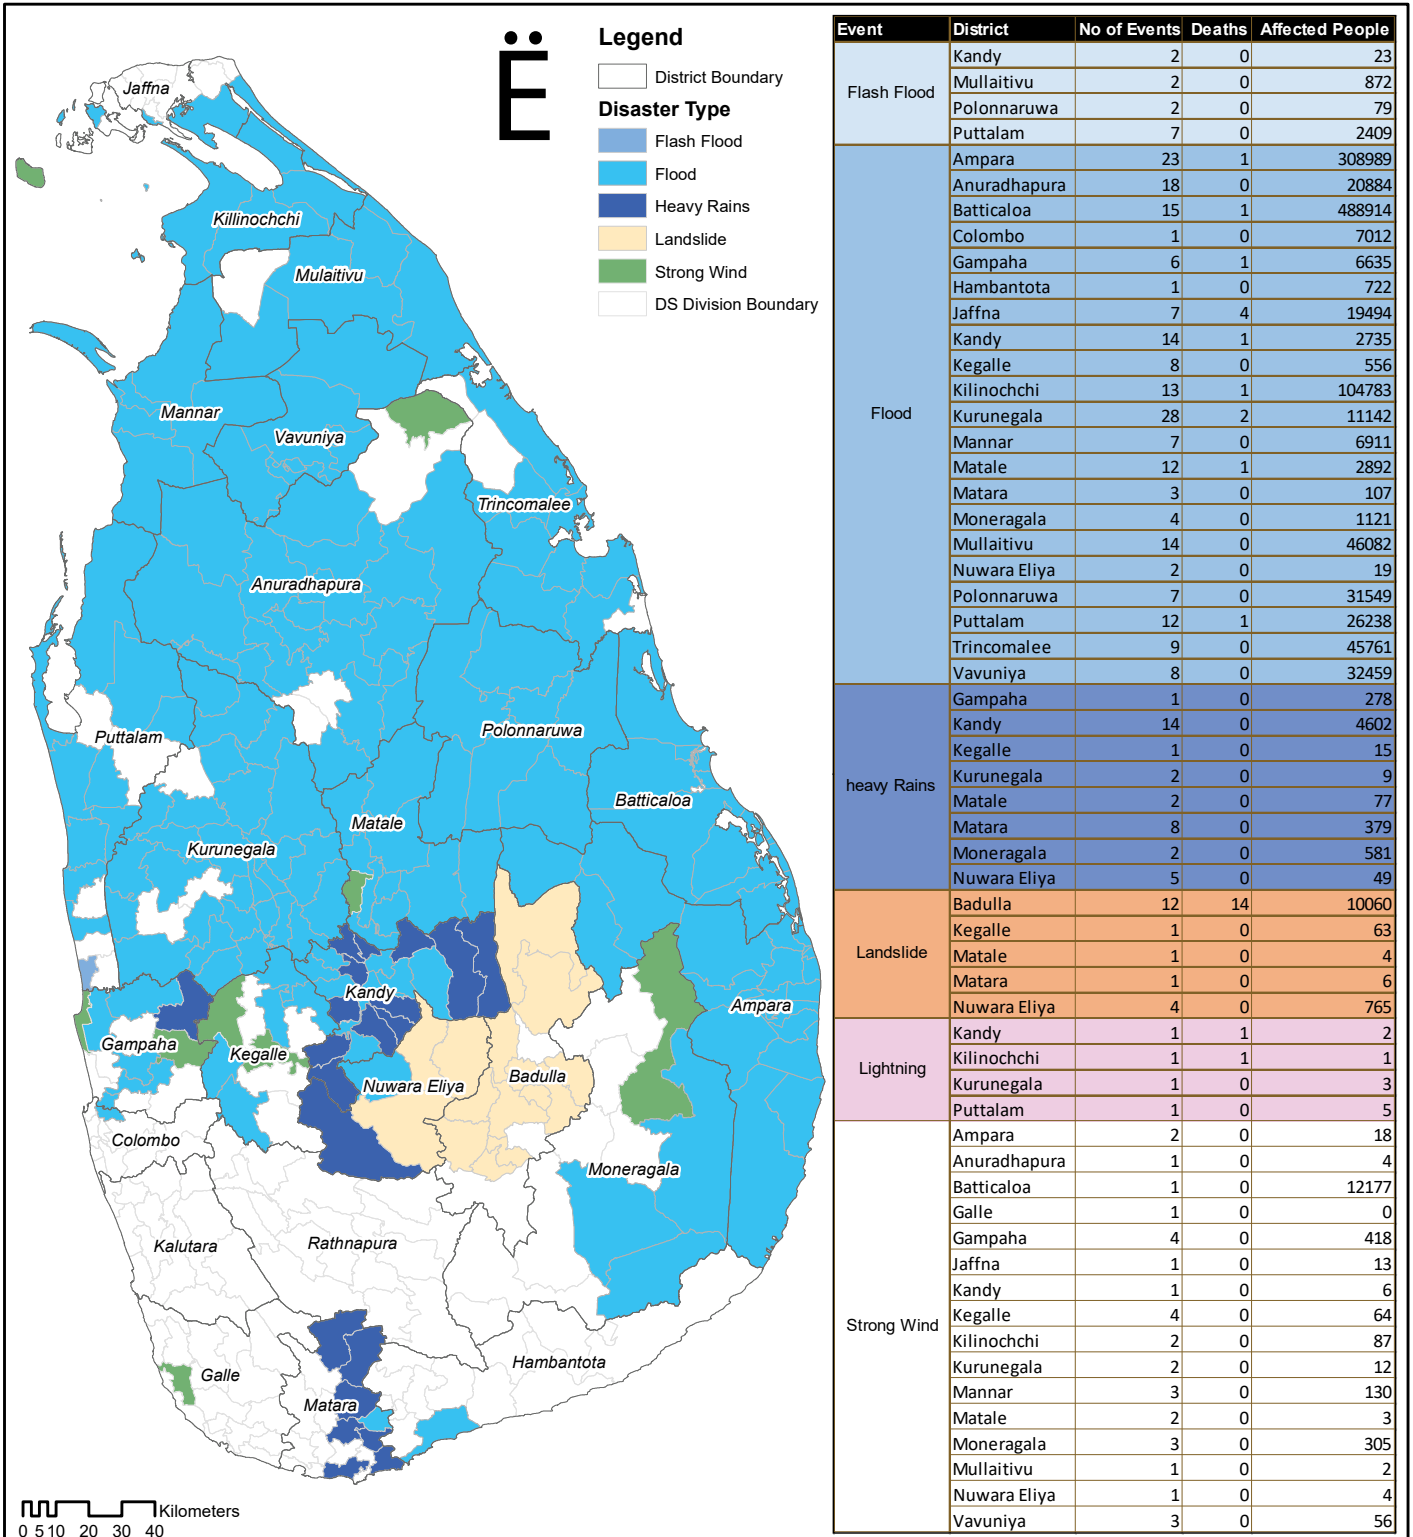 Ë
Legend
District Boundary
Disaster Type
Flash Flood
Flood
Heavy Rains
Landslide
Strong Wind
DS Division Boundary
Jaffna
Killinochchi
Mulaitivu
Mannar
Vavuniya
Trincomalee
Anuradhapura
Puttalam
Polonnaruwa
Batticaloa
Matale
Kurunegala
Kandy
Ampara
Gampaha
Kegalle
Nuwara Eliya
Badulla
Colombo
Moneragala
Kalutara
Rathnapura
Hambantota
Galle
Matara
Kilometers
0 5 10 20 30 40
Event District No of Events Deaths Affected People
Flash Flood
Kandy 2 0 23
Mullaitivu 2 0 872
Polonnaruwa 2 0 79
Puttalam 7 0 2409
Flood
Ampara 23 1 308989
Anuradhapura 18 0 20884
Batticaloa 15 1 488914
Colombo 1 0 7012
Gampaha 6 1 6635
Hambantota 1 0 722
Jaffna 7 4 19494
Kandy 14 1 2735
Kegalle 8 0 556
Kilinochchi 13 1 104783
Kurunegala 28 2 11142
Mannar 7 0 6911
Matale 12 1 2892
Matara 3 0 107
Moneragala 4 0 1121
Mullaitivu 14 0 46082
Nuwara Eliya 2 0 19
Polonnaruwa 7 0 31549
Puttalam 12 1 26238
Trincomalee 9 0 45761
Vavuniya 8 0 32459
heavy Rains
Gampaha 1 0 278
Kandy 14 0 4602
Kegalle 1 0 15
Kurunegala 2 0 9
Matale 2 0 77
Matara 8 0 379
Moneragala 2 0 581
Nuwara Eliya 5 0 49
Landslide
Badulla 12 14 10060
Kegalle 1 0 63
Matale 1 0 4
Matara 1 0 6
Nuwara Eliya 4 0 765
Lightning
Kandy 1 1 2
Kilinochchi 1 1 1
Kurunegala 1 0 3
Puttalam 1 0 5
Strong Wind
Ampara 2 0 18
Anuradhapura 1 0 4
Batticaloa 1 0 12177
Galle 1 0 0
Gampaha 4 0 418
Jaffna 1 0 13
Kandy 1 0 6
Kegalle 4 0 64
Kilinochchi 2 0 87
Kurunegala 2 0 12
Mannar 3 0 130
Matale 2 0 3
Moneragala 3 0 305
Mullaitivu 1 0 2
Nuwara Eliya 1 0 4
Vavuniya 3 0 56